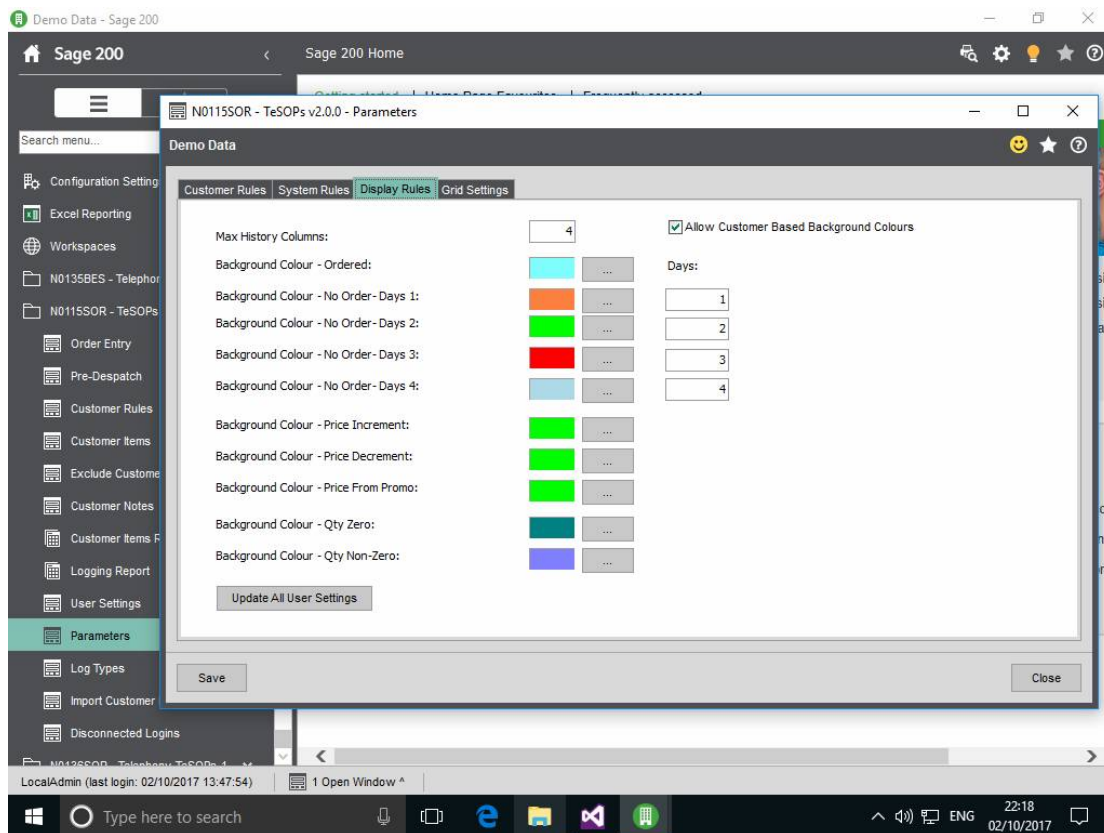 Demo Data - Sage 200
Sage 200
Sage 200 Home
Search menu...
Configuration Setting
Excel Reporting
Workspaces
N0135BES - Telephor
N0115SOR - TeSOPs
Order Entry
Pre-Despatch
Customer Rules
Customer Items
Exclude Custome
Customer Notes
Customer Items R
Logging Report
User Settings
Parameters
Log Types
Import Customer
Disconnected Logins
N0115SOR - TeSOPs v2.0.0 - Parameters
Demo Data
Customer Rules System Rules Display Rules Grid Settings
Max History Columns: 4 Allow Customer Based Background Colours
Background Colour - Ordered: ... Days:
Background Colour - No Order- Days 1: ... 1
Background Colour - No Order- Days 2: ... 2
Background Colour - No Order- Days 3: ... 3
Background Colour - No Order- Days 4: ... 4
Background Colour - Price Increment: ...
Background Colour - Price Decrement: ...
Background Colour - Price From Promo: ...
Background Colour - Qty Zero: ...
Background Colour - Qty Non-Zero: ...
Update All User Settings
Save Close
LocalAdmin (last login: 02/10/2017 13:47:54) 1 Open Window ^
Type here to search
ENG
22:18
02/10/2017